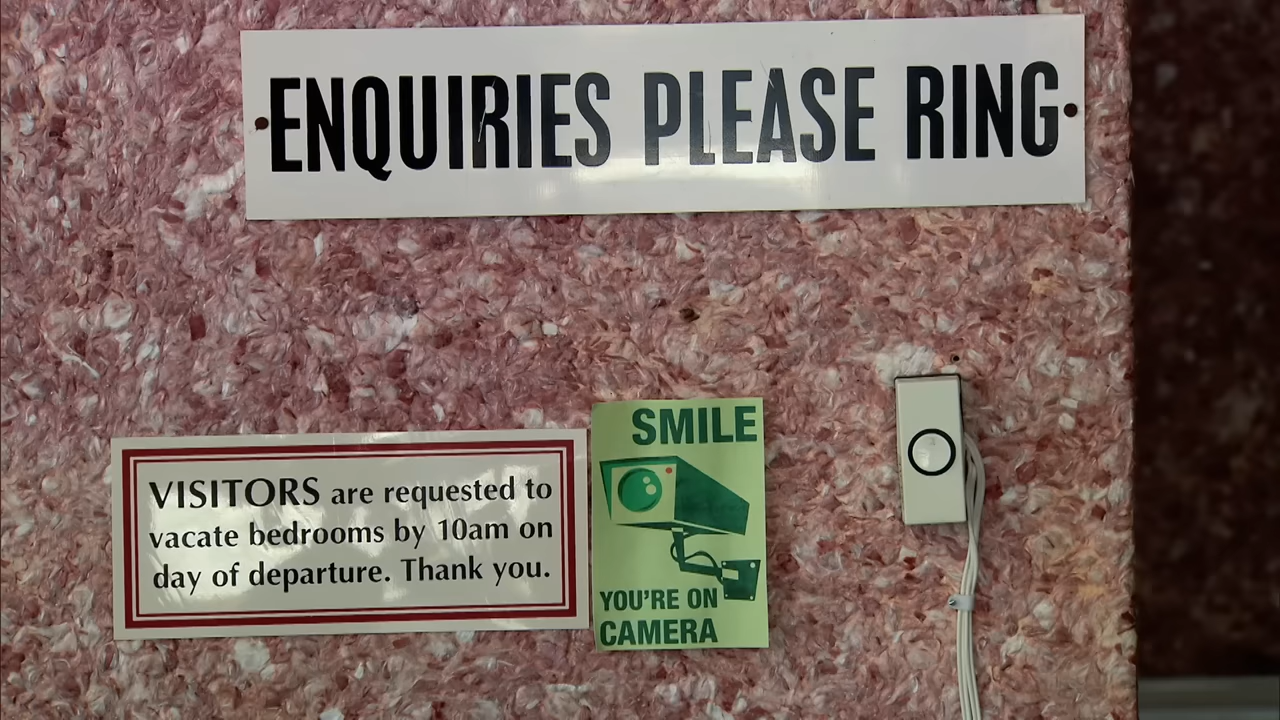 ENQUIRIES PLEASE RING
VISITORS are requested to
vacate bedrooms by 10am on
day of departure. Thank you.
SMILE
YOU'RE ON
CAMERA